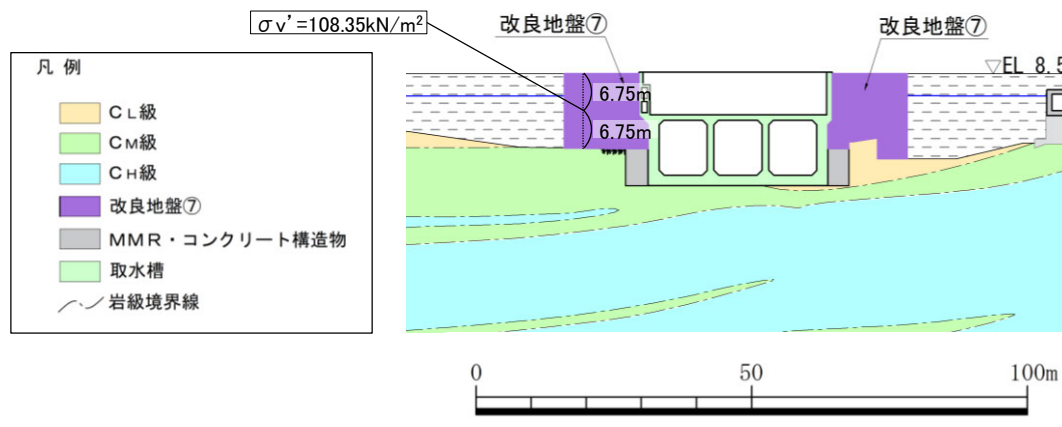 σv’=108.35kN/m²
改良地盤⑦
改良地盤⑦
凡 例
CL級
CM級
CH級
改良地盤⑦
MMR・コンクリート構造物
取水槽
岩級境界線
▽EL 8.5
6.75m
6.75m
0 50 100m